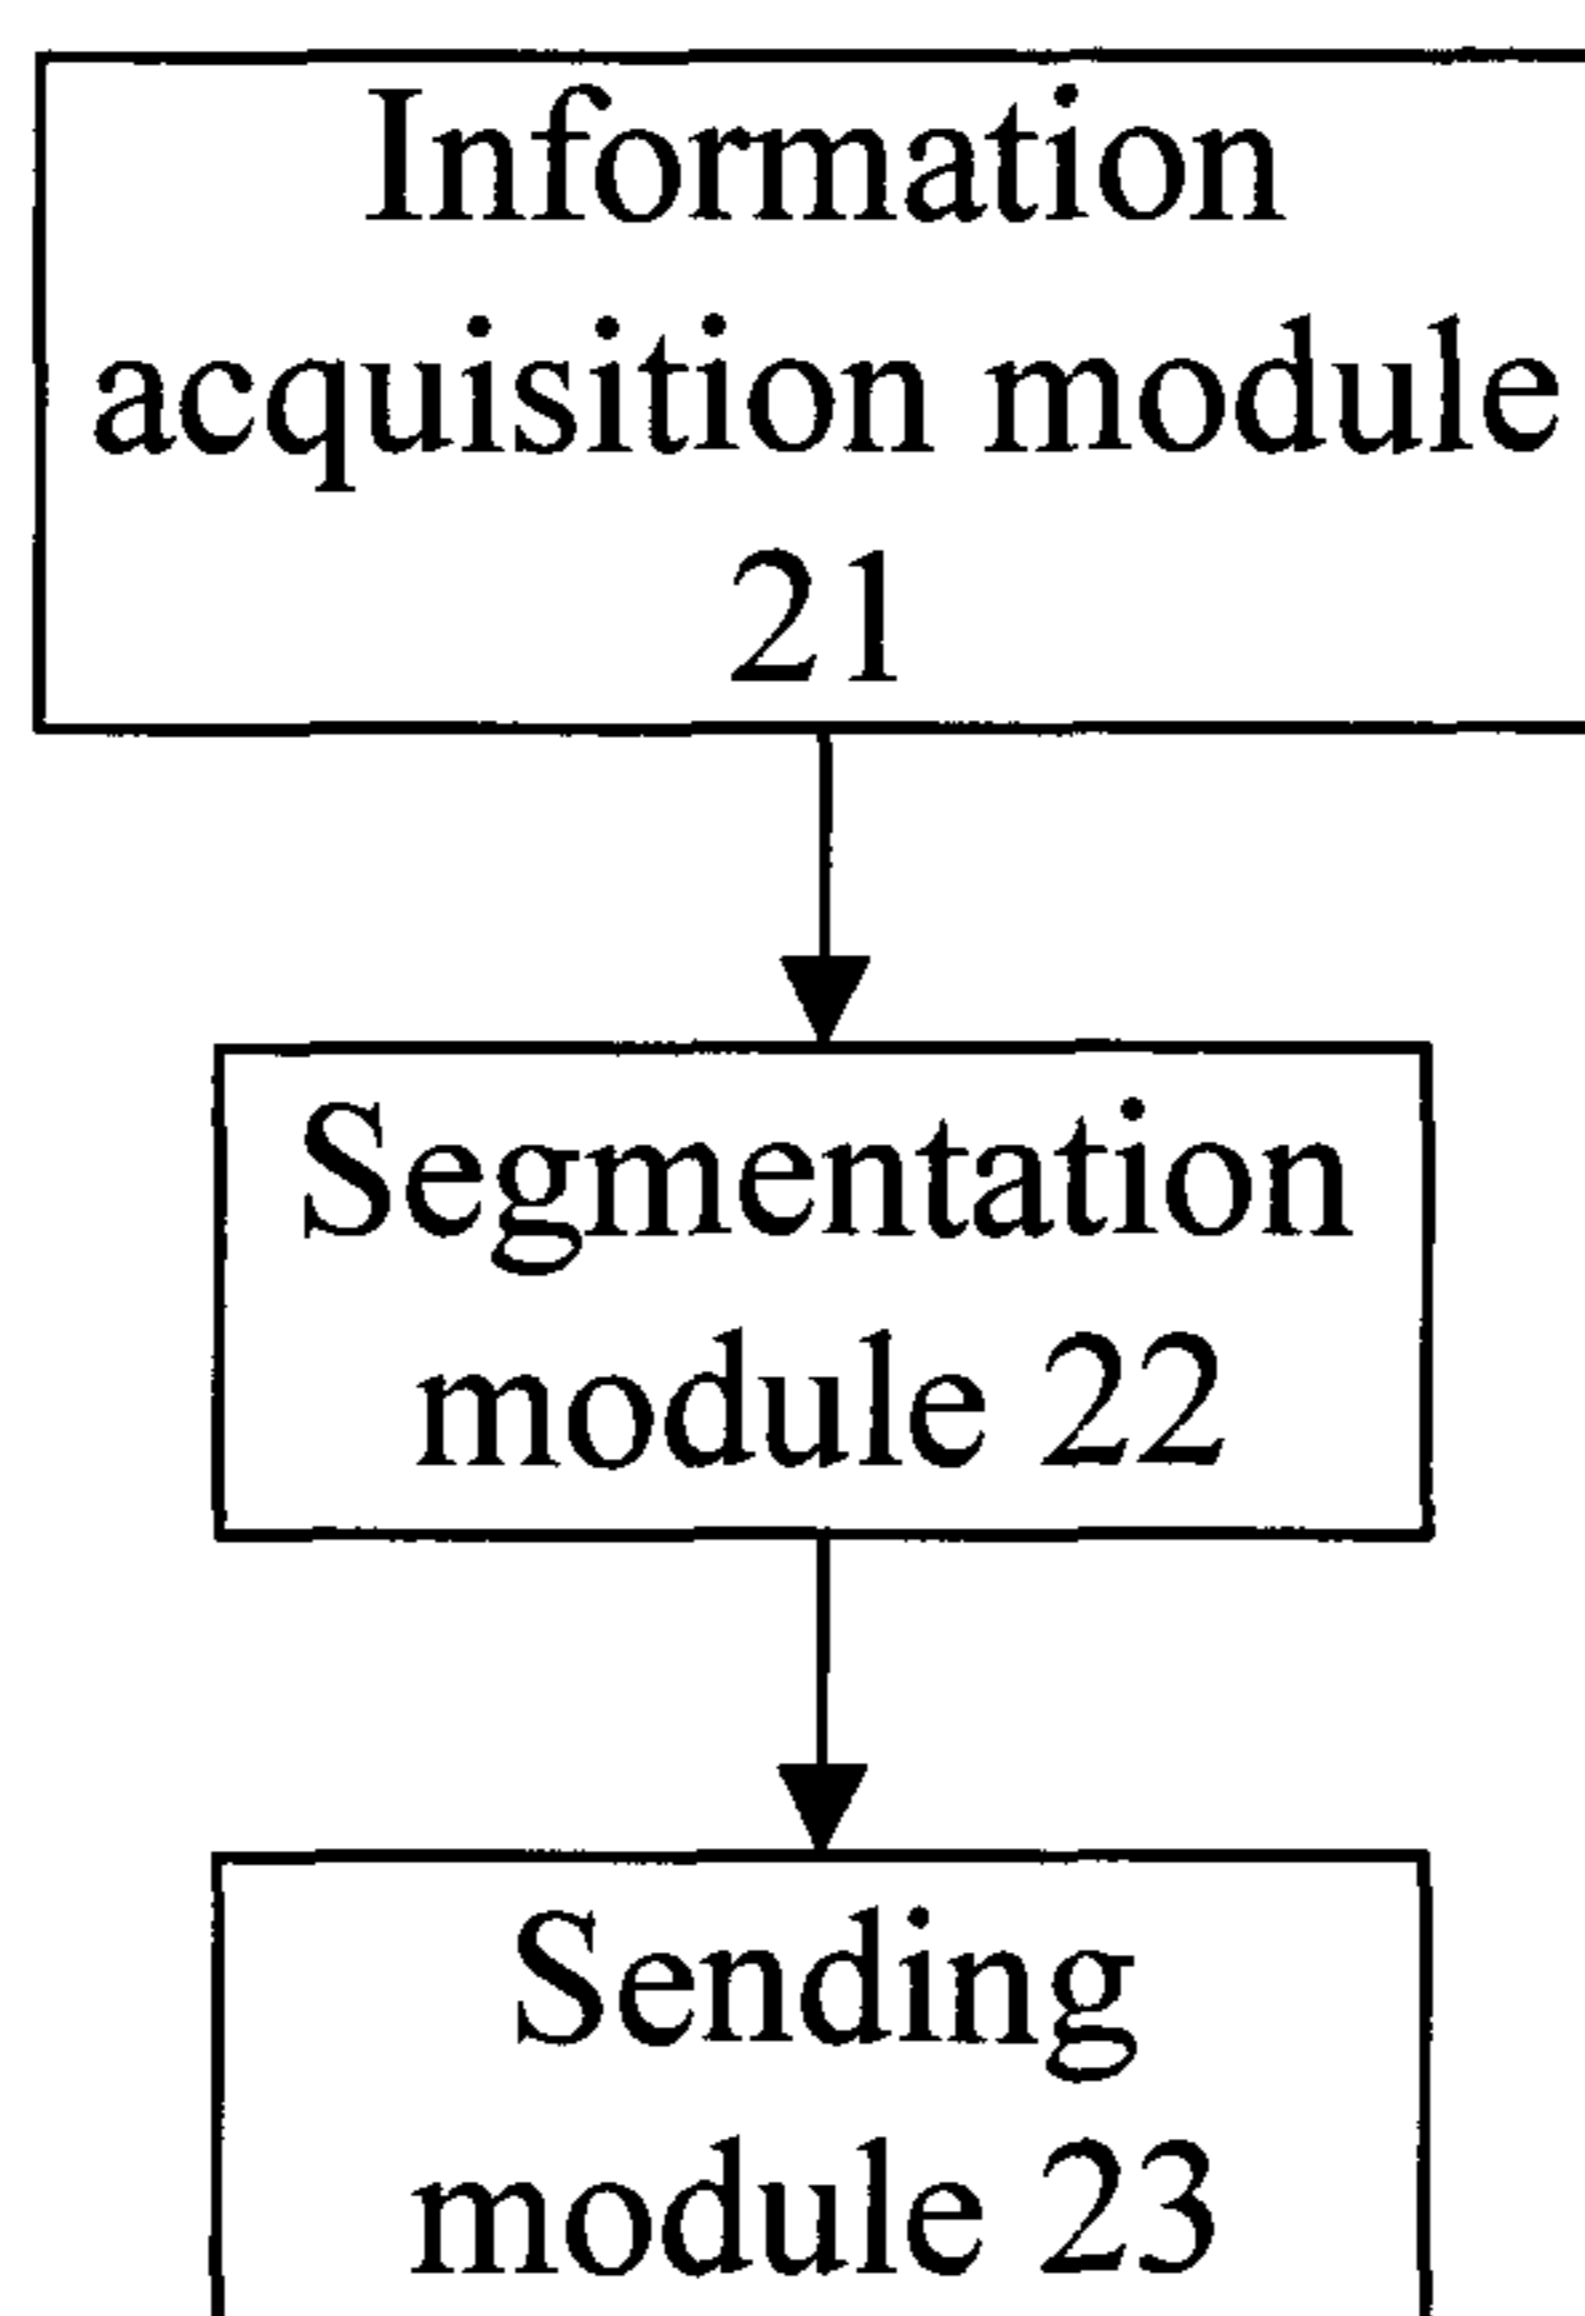 Information
acquisition module
21
Segmentation
module 22
Sending
module 23